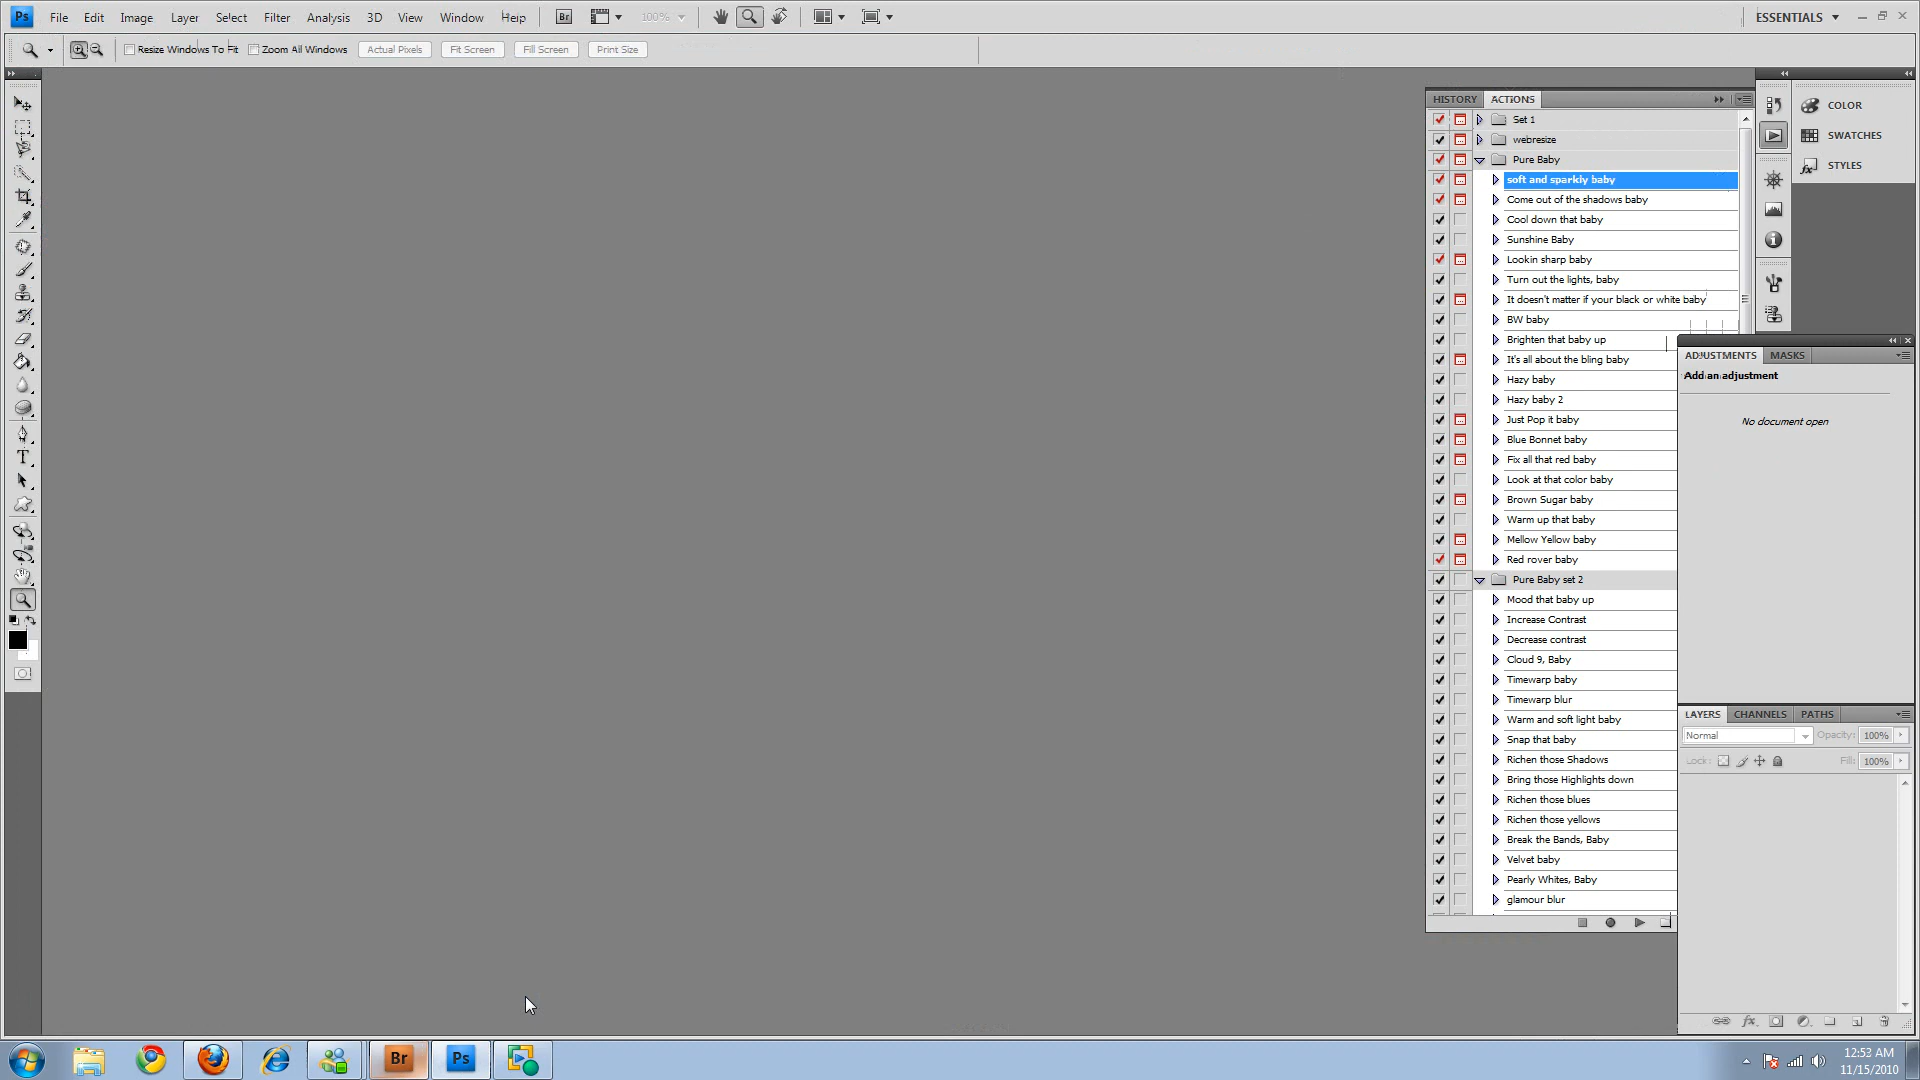 Ps File Edit Image Layer Select Filter Analysis 3D View Window Help Br 100% ESSENTIALS
Resize Windows To Fit Zoom All Windows Actual Pixels Fit Screen Fill Screen Print Size
HISTORY ACTIONS
Set 1
webresize
Pure Baby
soft and sparkly baby
Come out of the shadows baby
Cool down that baby
Sunshine Baby
Lookin sharp baby
Turn out the lights, baby
It doesn't matter if your black or white baby
BW baby
Brighten that baby up
It's all about the bling baby
Hazy baby
Hazy baby 2
Just Pop it baby
Blue Bonnet baby
Fix all that red baby
Look at that color baby
Brown Sugar baby
Warm up that baby
Mellow Yellow baby
Red rover baby
Pure Baby set 2
Mood that baby up
Increase Contrast
Decrease contrast
Cloud 9, Baby
Timewarp baby
Timewarp blur
Warm and soft light baby
Snap that baby
Richen those Shadows
Bring those Highlights down
Richen those blues
Richen those yellows
Break the Bands, Baby
Velvet baby
Pearly Whites, Baby
glamour blur
COLOR
SWATCHES
STYLES
ADJUSTMENTS MASKS
Add an adjustment
No document open
LAYERS CHANNELS PATHS
Normal Opacity: 100%
Lock: Fill: 100%
Br Ps
12:53 AM
11/15/2010